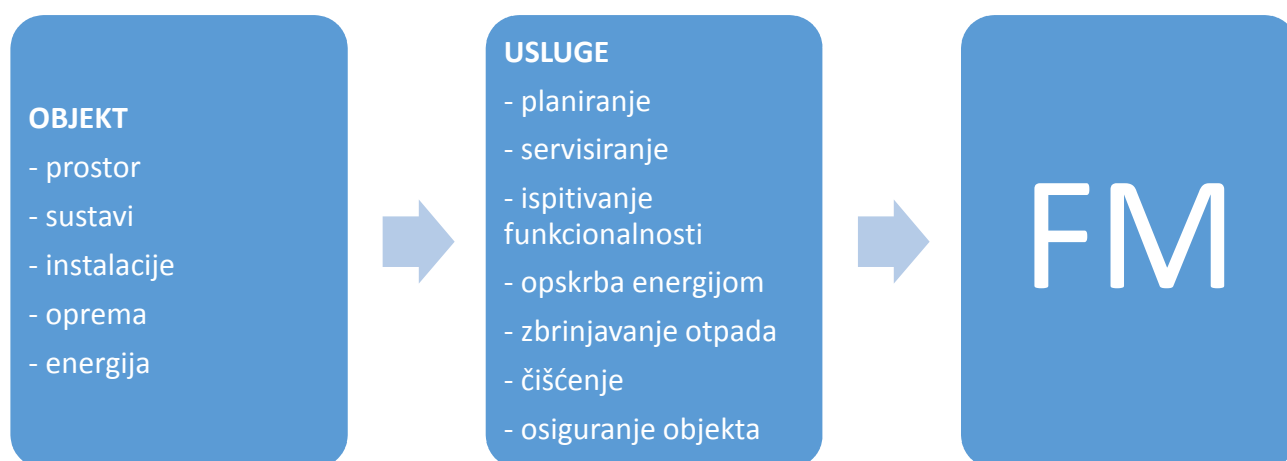 OBJEKT
- prostor
- sustavi
- instalacije
- oprema
- energija
USLUGE
- planiranje
- servisiranje
- ispitivanje
funkcionalnosti
- opskrba energijom
- zbrinjavanje otpada
- čišćenje
- osiguranje objekta
FM